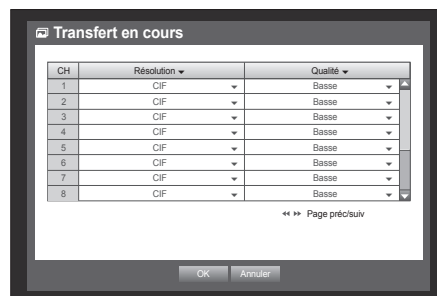 Transfert en cours
CH Résolution Qualité
1 CIF Basse
2 CIF Basse
3 CIF Basse
4 CIF Basse
5 CIF Basse
6 CIF Basse
7 CIF Basse
8 CIF Basse
Page préc/suiv
OK Annuler